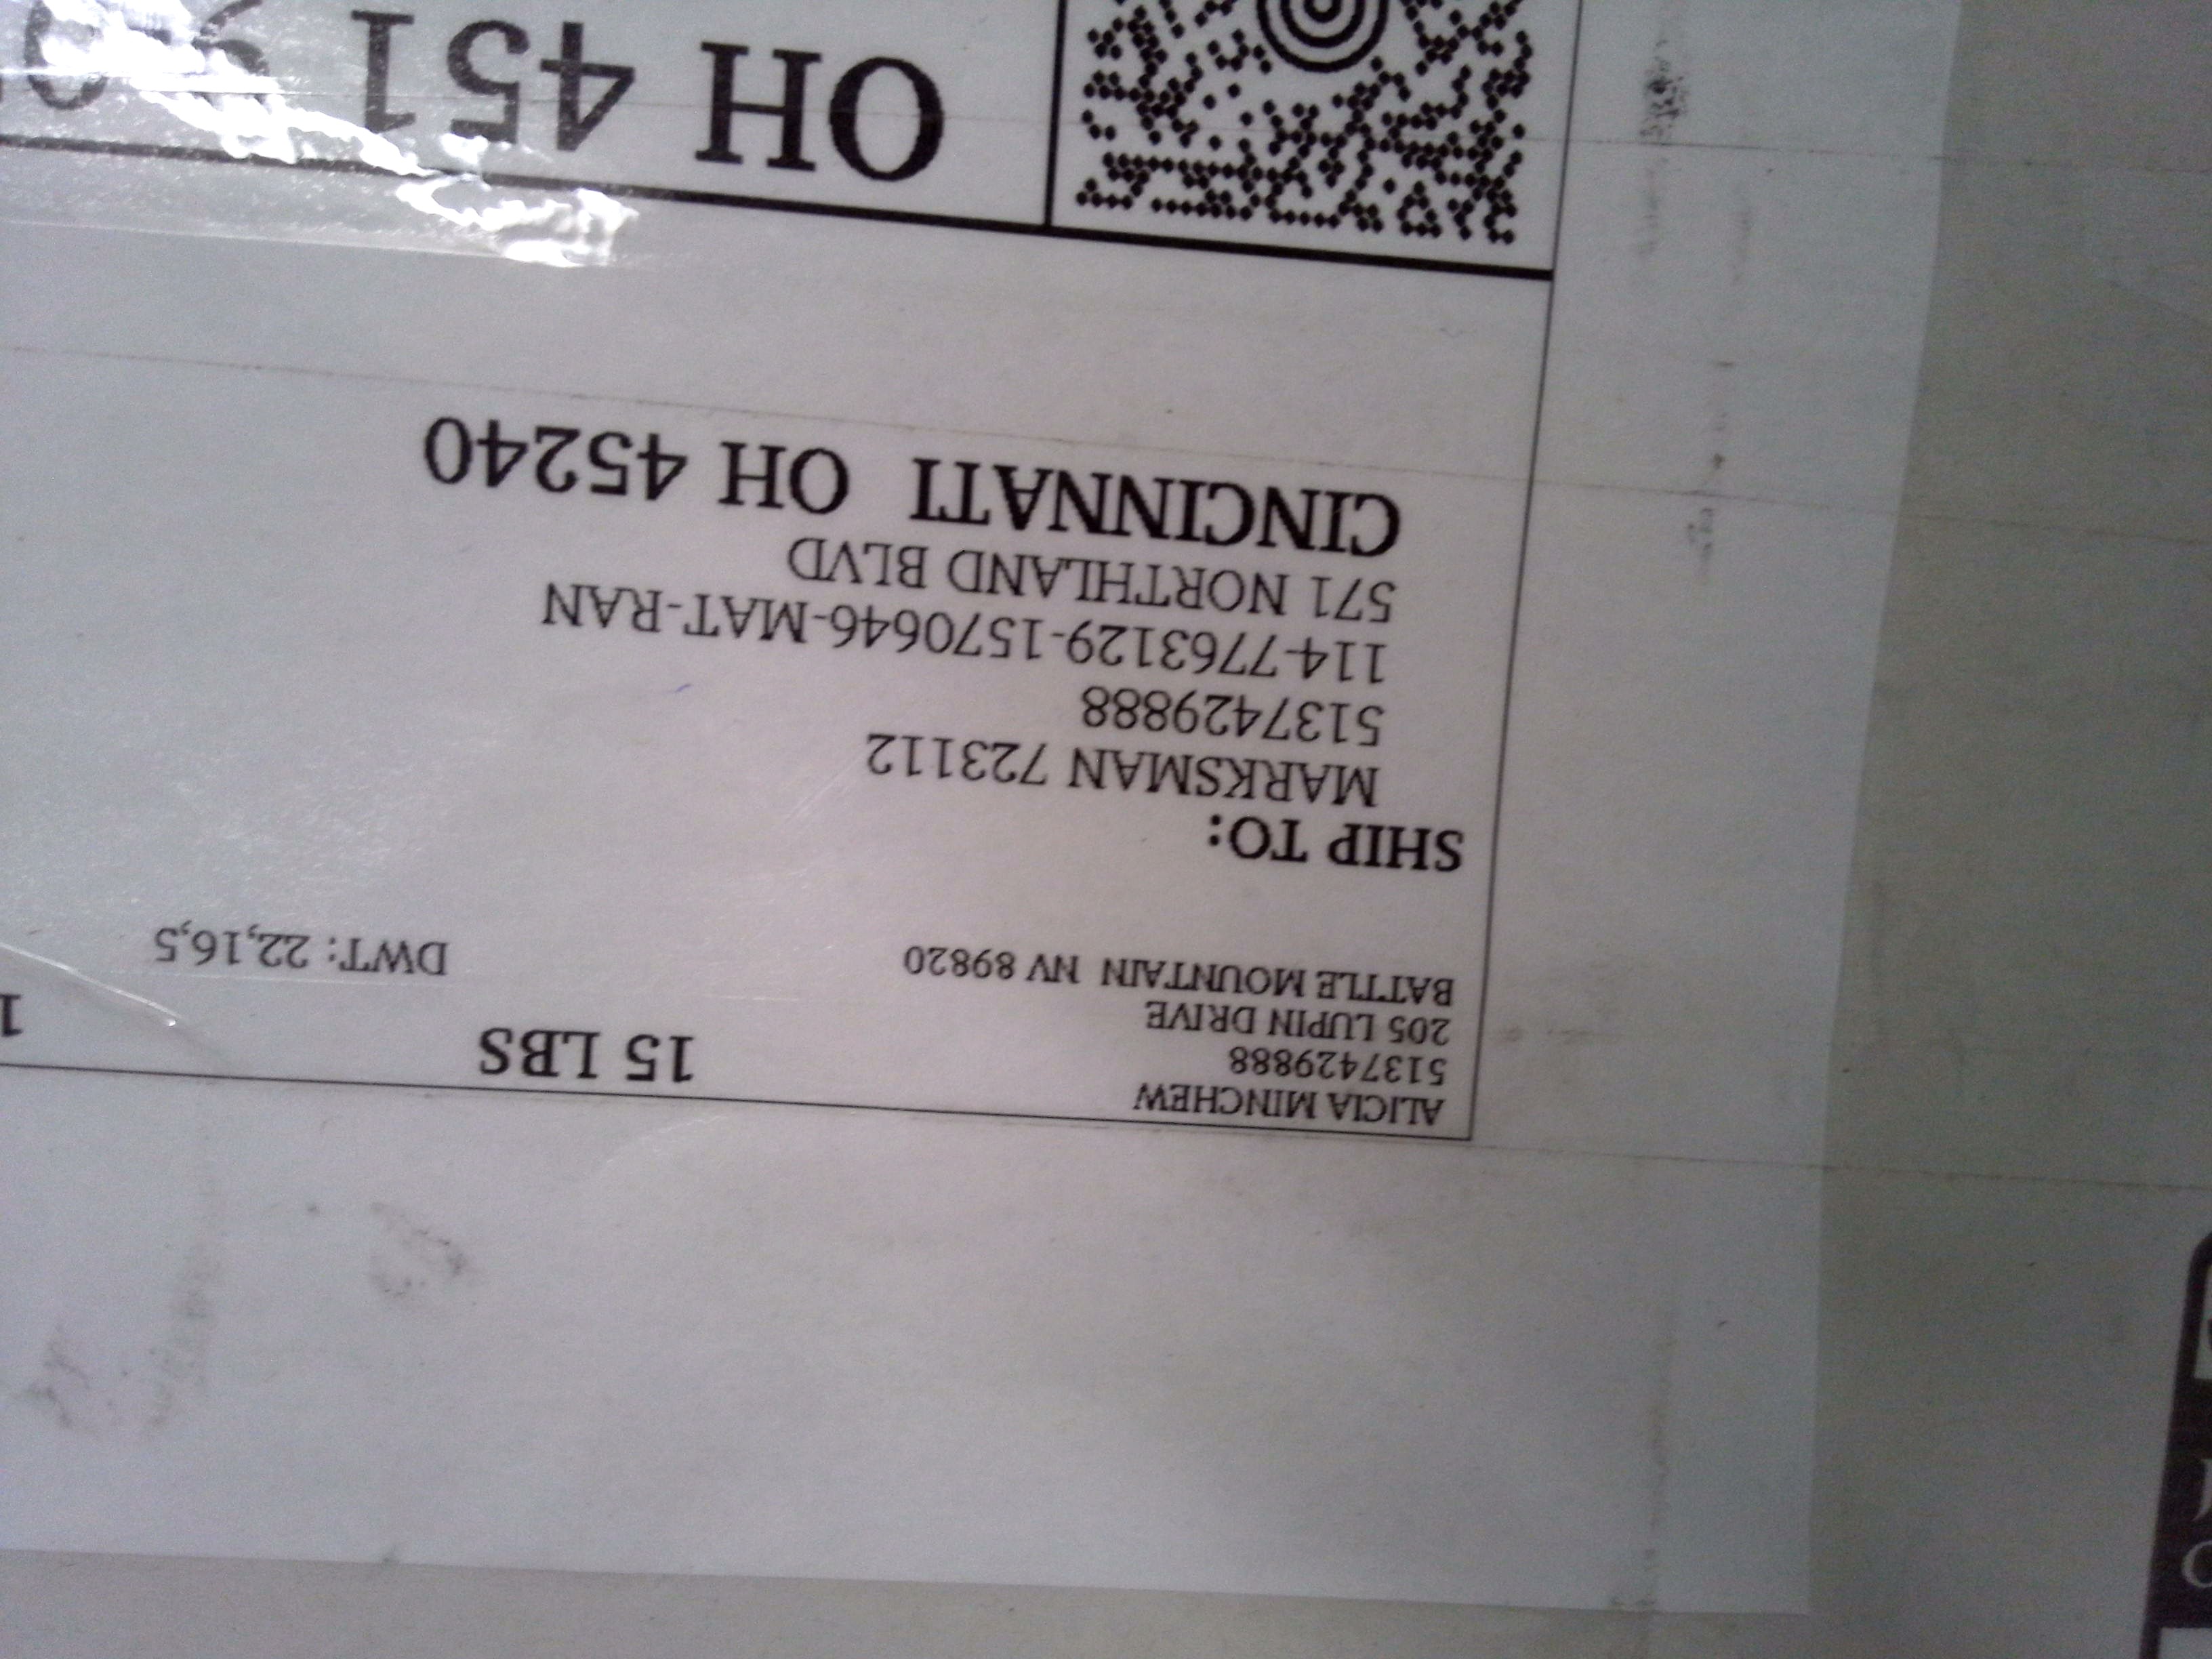 ALICIA MINCHEW
5137429888
205 LUPIN DRIVE
BATTLE MOUNTAIN NV 89820
15 LBS
1
DWT: 22,16,5
SHIP TO:
MARKSMAN 723112
5137429888
114-7763129-1570646-MAT-RAN
571 NORTHLAND BLVD
CINCINNATI OH 45240
OH 451